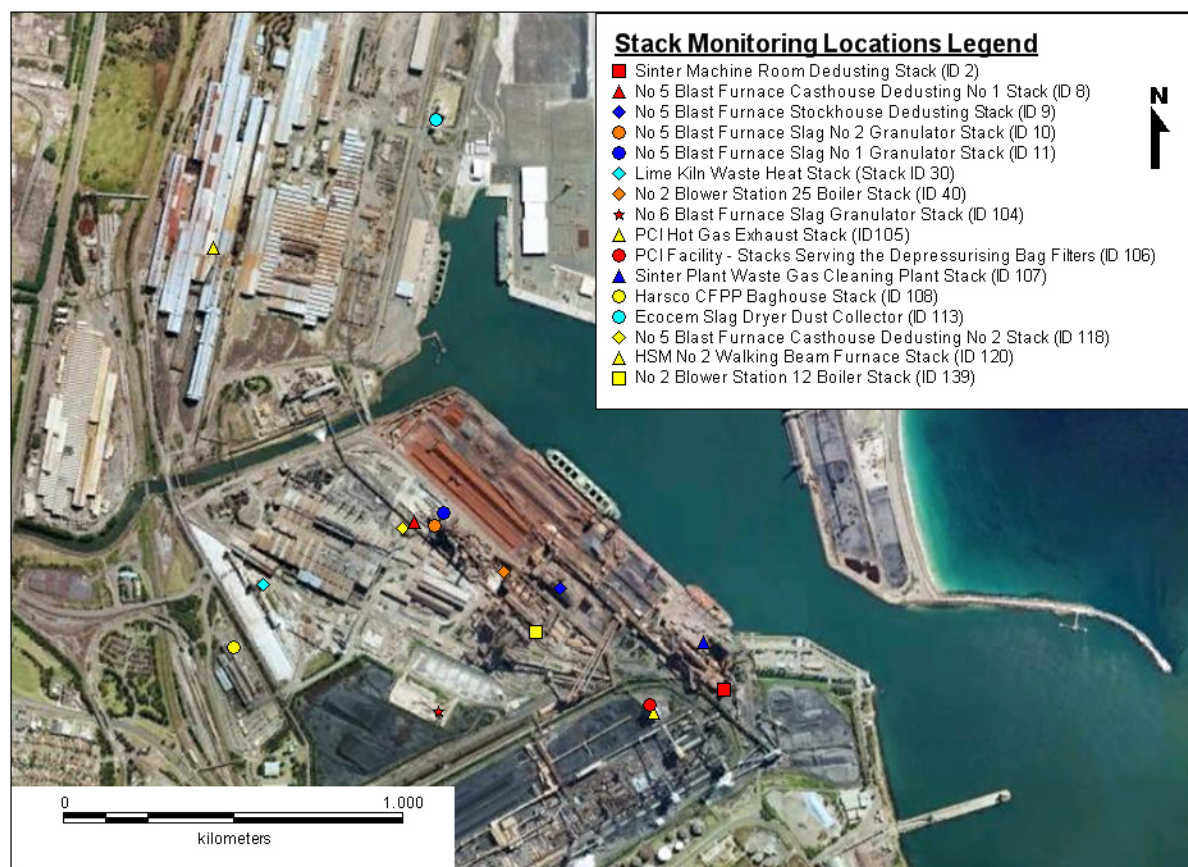 Stack Monitoring Locations Legend
Sinter Machine Room Dedusting Stack (ID 2)
No 5 Blast Furnace Casthouse Dedusting No 1 Stack (ID 8)
No 5 Blast Furnace Stockhouse Dedusting Stack (ID 9)
No 5 Blast Furnace Slag No 2 Granulator Stack (ID 10)
No 5 Blast Furnace Slag No 1 Granulator Stack (ID 11)
Lime Kiln Waste Heat Stack (Stack ID 30)
No 2 Blower Station 25 Boiler Stack (ID 40)
No 6 Blast Furnace Slag Granulator Stack (ID 104)
PCI Hot Gas Exhaust Stack (ID105)
PCI Facility - Stacks Serving the Depressurising Bag Filters (ID 106)
Sinter Plant Waste Gas Cleaning Plant Stack (ID 107)
Harsco CFPP Baghouse Stack (ID 108)
Ecocem Slag Dryer Dust Collector (ID 113)
No 5 Blast Furnace Casthouse Dedusting No 2 Stack (ID 118)
HSM No 2 Walking Beam Furnace Stack (ID 120)
No 2 Blower Station 12 Boiler Stack (ID 139)
N
0 1.000
kilometers